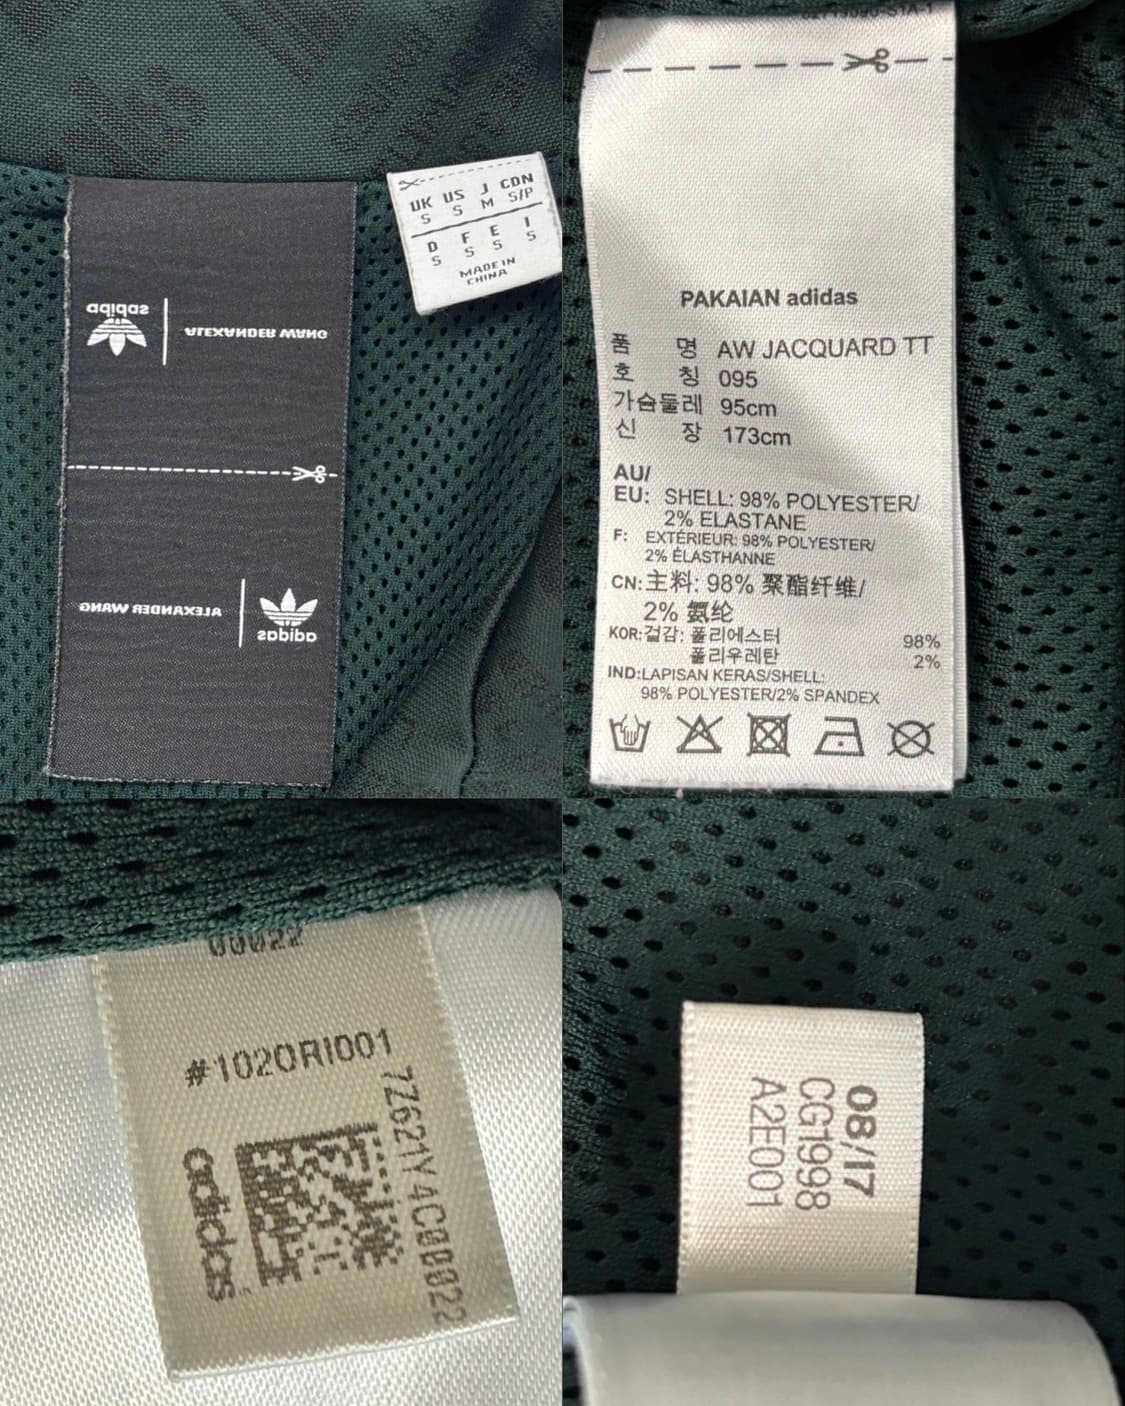 adidas | ALEXANDER WANG
ALEXANDER WANG | adidas
UK US J CDN
S S M S/P
D F E I
S S S S
MADE IN
CHINA
PAKAIAN adidas
품 명 AW JACQUARD TT
호 칭 095
가슴둘레 95cm
신 장 173cm
AU/
EU: SHELL: 98% POLYESTER/
2% ELASTANE
F: EXTÉRIEUR: 98% POLYESTER/
2% ÉLASTHANNE
CN:主料: 98% 聚酯纤维/
2% 氨纶
KOR:겉감: 폴리에스터 98%
폴리우레탄 2%
IND:LAPISAN KERAS/SHELL:
98% POLYESTER/2% SPANDEX
00022
#102ORI001
7Z621Y4C00022
adidas
08/17
CG1998
A2E001